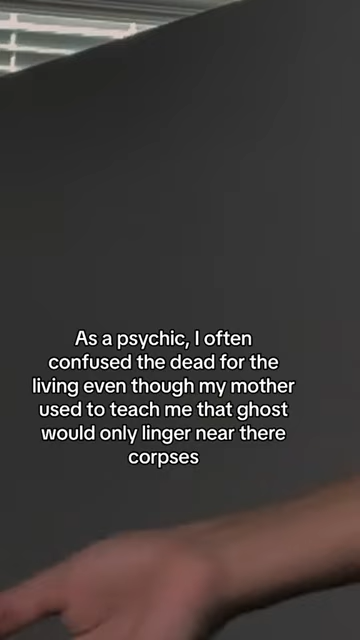 As a psychic, I often
confused the dead for the
living even though my mother
used to teach me that ghost
would only linger near there
corpses